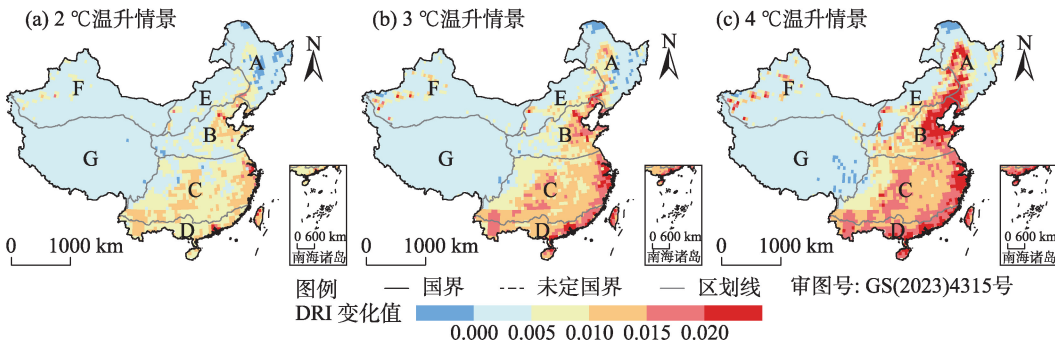 (a) 2 ℃温升情景
(b) 3 ℃温升情景
(c) 4 ℃温升情景
N
N
N
A
F
E
B
G
C
D
A
F
E
B
G
C
D
A
F
E
B
G
C
D
0 1000 km
0 600 km
南海诸岛
0 1000 km
0 600 km
南海诸岛
0 1000 km
0 600 km
南海诸岛
图例 国界 未定国界 区划线 审图号: GS(2023)4315号
DRI 变化值
0.000 0.005 0.010 0.015 0.020